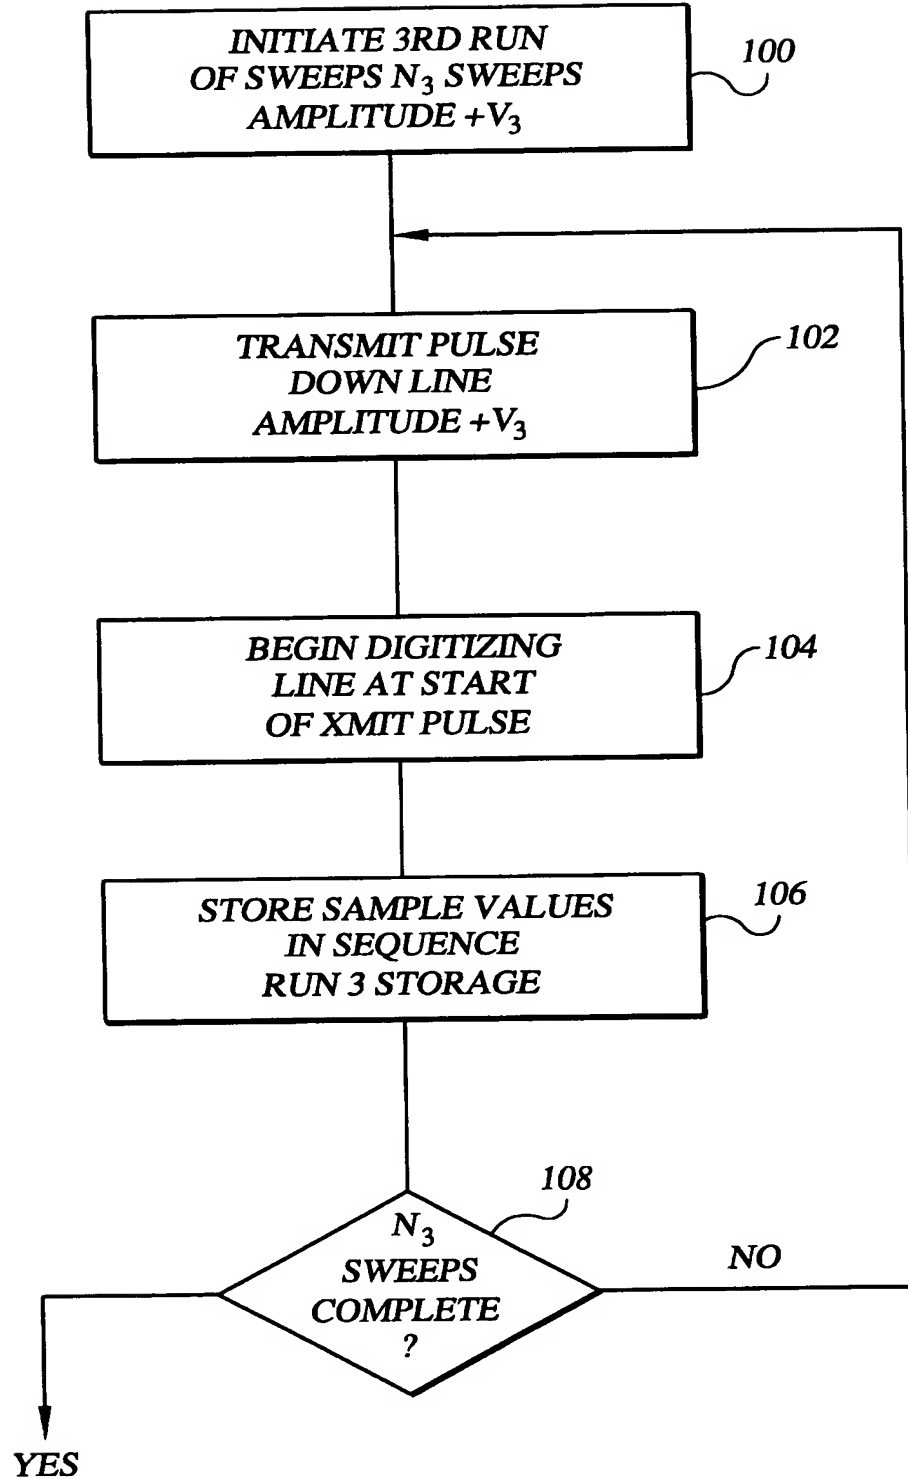 INITIATE 3RD RUN
OF SWEEPS N₃ SWEEPS
AMPLITUDE +V₃
100
TRANSMIT PULSE
DOWN LINE
AMPLITUDE +V₃
102
BEGIN DIGITIZING
LINE AT START
OF XMIT PULSE
104
STORE SAMPLE VALUES
IN SEQUENCE
RUN 3 STORAGE
106
108
N₃
SWEEPS
COMPLETE
?
NO
YES